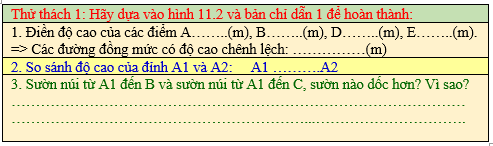 Thử thách 1: Hãy dựa vào hình 11.2 và bản chỉ dẫn 1 để hoàn thành:
1. Điền độ cao của các điểm A…….(m), B……..(m), D……..(m), E…….(m).
=> Các đường đồng mức có độ cao chênh lệch: ……………(m)
2. So sánh độ cao của đỉnh A1 và A2: A1 ……….A2
3. Sườn núi từ A1 đến B và sườn núi từ A1 đến C, sườn nào dốc hơn? Vì sao?
………………………………………………………………………………
………………………………………………………………………………